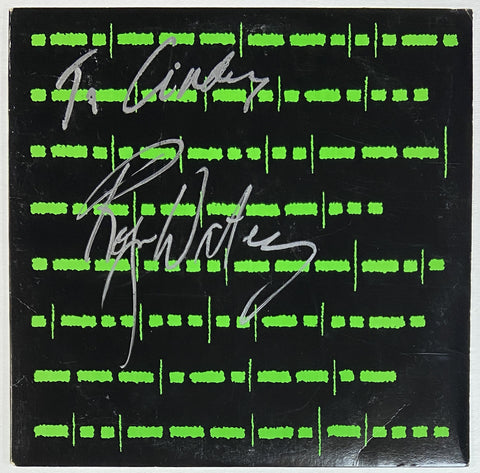 To Cindy
Roger Waters